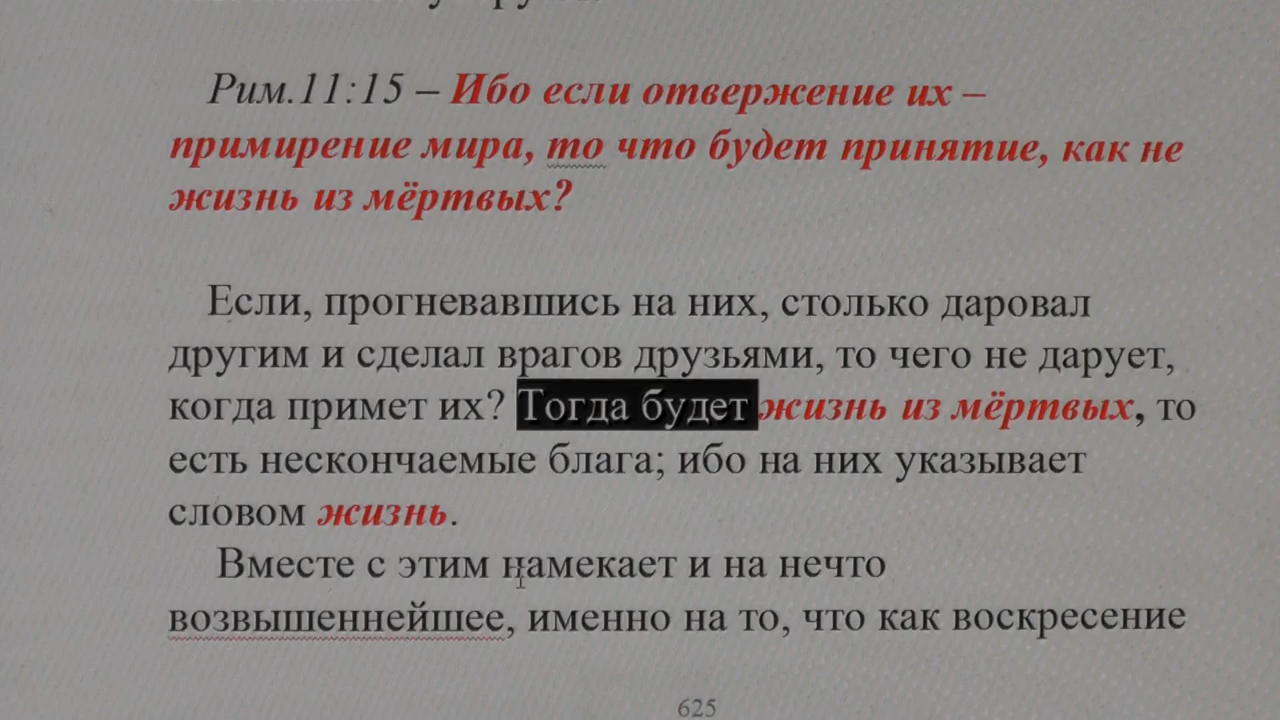 Рим.11:15 – Ибо если отвержение их –
примирение мира, то что будет принятие, как не
жизнь из мёртвых?
Если, прогневавшись на них, столько даровал
другим и сделал врагов друзьями, то чего не дарует,
когда примет их? Тогда будет жизнь из мёртвых, то
есть нескончаемые блага; ибо на них указывает
словом жизнь.
Вместе с этим намекает и на нечто
возвышеннейшее, именно на то, что как воскресение
625